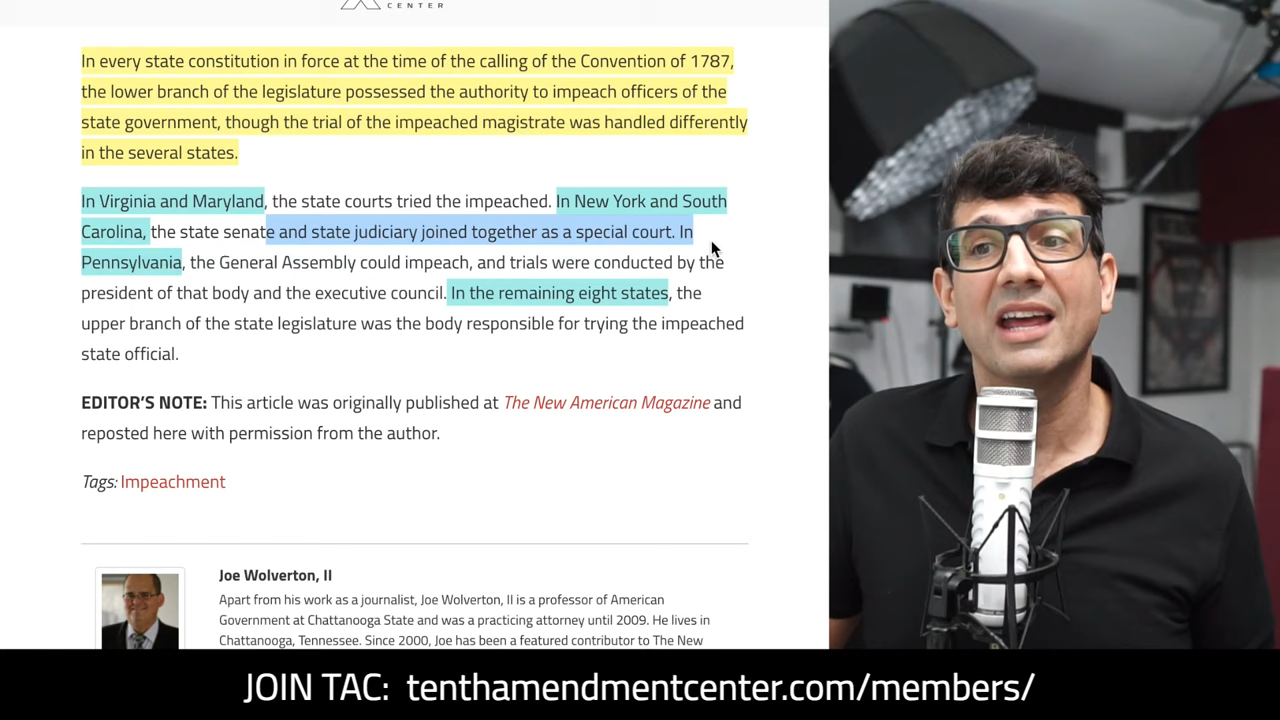 CENTER
In every state constitution in force at the time of the calling of the Convention of 1787,
the lower branch of the legislature possessed the authority to impeach officers of the
state government, though the trial of the impeached magistrate was handled differently
in the several states.
In Virginia and Maryland, the state courts tried the impeached. In New York and South
Carolina, the state senate and state judiciary joined together as a special court. In
Pennsylvania, the General Assembly could impeach, and trials were conducted by the
president of that body and the executive council. In the remaining eight states, the
upper branch of the state legislature was the body responsible for trying the impeached
state official.
EDITOR'S NOTE: This article was originally published at The New American Magazine and
reposted here with permission from the author.
Tags: Impeachment
Joe Wolverton, II
Apart from his work as a journalist, Joe Wolverton, II is a professor of American
Government at Chattanooga State and was a practicing attorney until 2009. He lives in
Chattanooga, Tennessee. Since 2000, Joe has been a featured contributor to The New
JOIN TAC: tenthamendmentcenter.com/members/